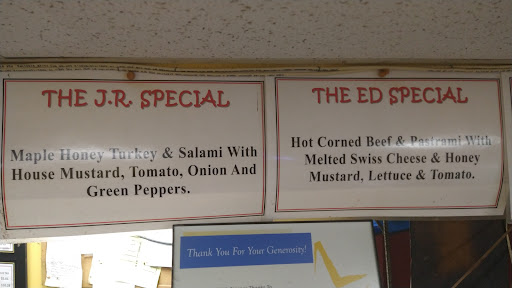 THE J.R. SPECIAL
Maple Honey Turkey & Salami With
House Mustard, Tomato, Onion And
Green Peppers.
THE ED SPECIAL
Hot Corned Beef & Pastrami With
Melted Swiss Cheese & Honey
Mustard, Lettuce & Tomato.
Thank You For Your Generosity!